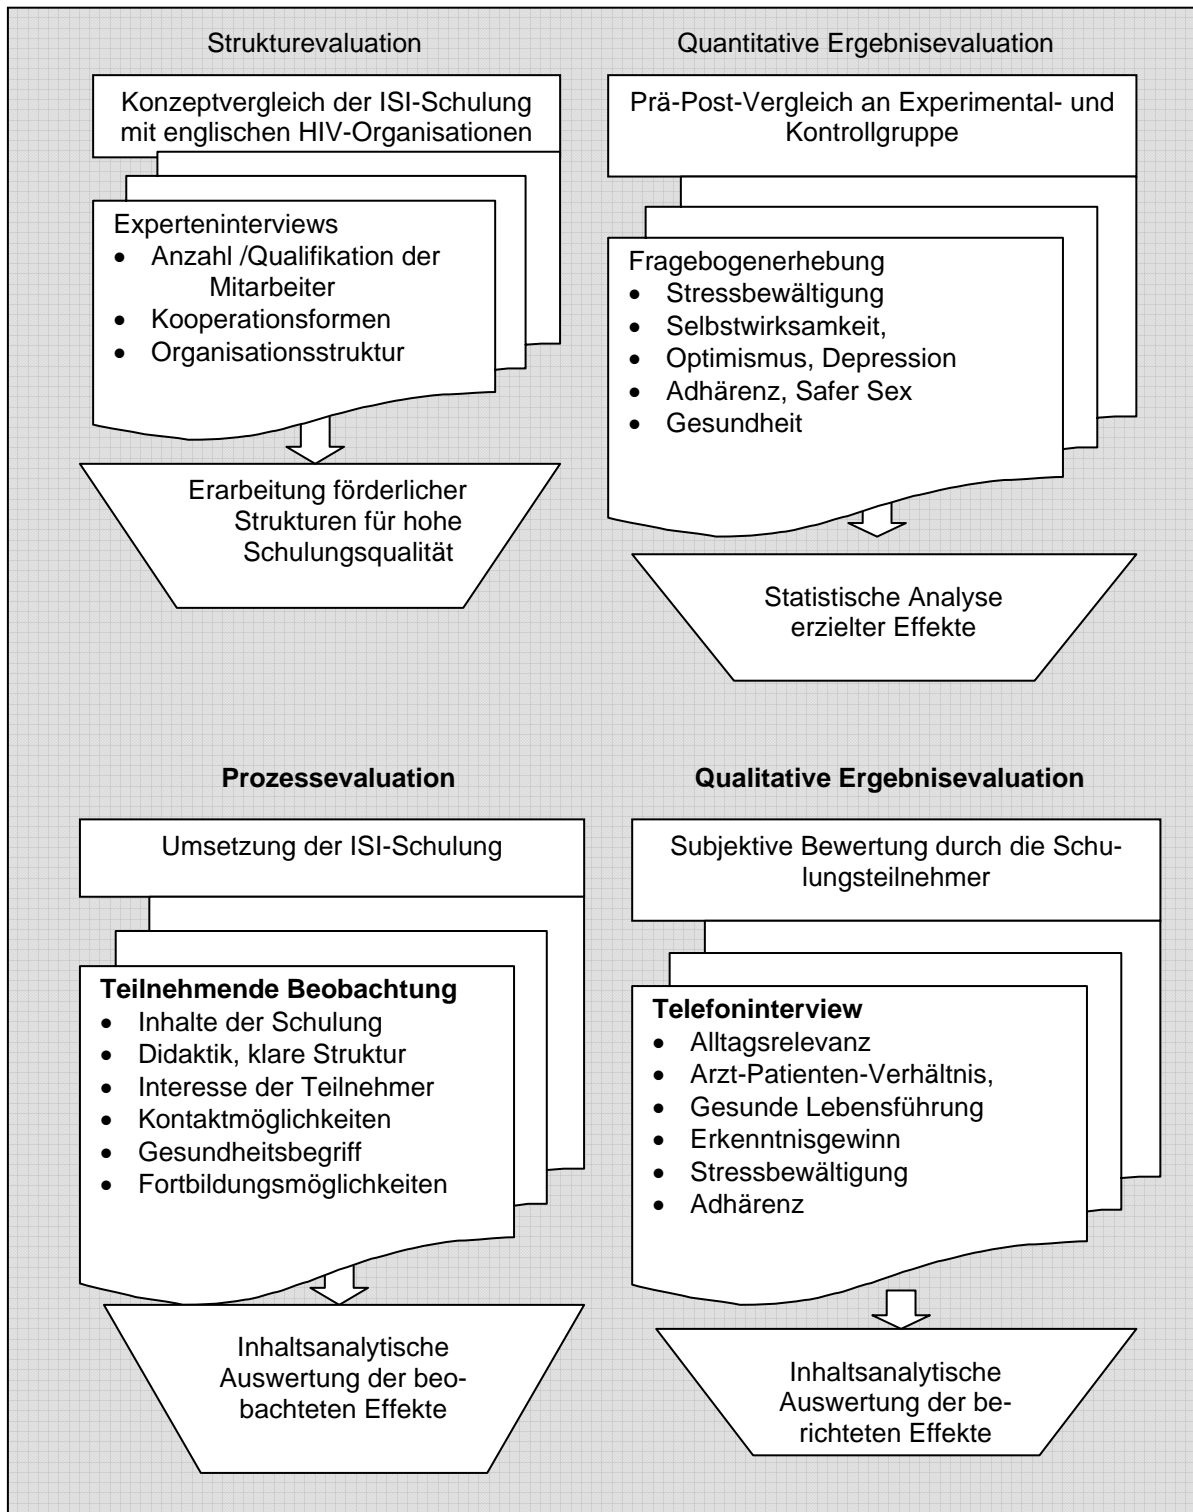 Strukturevaluation
Konzeptvergleich der ISI-Schulung
mit englischen HIV-Organisationen
Experteninterviews
• Anzahl /Qualifikation der
Mitarbeiter
• Kooperationsformen
• Organisationsstruktur
Erarbeitung förderlicher
Strukturen für hohe
Schulungsqualität
Quantitative Ergebnisevaluation
Prä-Post-Vergleich an Experimental- und
Kontrollgruppe
Fragebogenerhebung
• Stressbewältigung
• Selbstwirksamkeit,
• Optimismus, Depression
• Adhärenz, Safer Sex
• Gesundheit
Statistische Analyse
erzielter Effekte
Prozessevaluation
Umsetzung der ISI-Schulung
Teilnehmende Beobachtung
• Inhalte der Schulung
• Didaktik, klare Struktur
• Interesse der Teilnehmer
• Kontaktmöglichkeiten
• Gesundheitsbegriff
• Fortbildungsmöglichkeiten
Inhaltsanalytische
Auswertung der beo-
bachteten Effekte
Qualitative Ergebnisevaluation
Subjektive Bewertung durch die Schu-
lungsteilnehmer
Telefoninterview
• Alltagsrelevanz
• Arzt-Patienten-Verhältnis,
• Gesunde Lebensführung
• Erkenntnisgewinn
• Stressbewältigung
• Adhärenz
Inhaltsanalytische
Auswertung der be-
richteten Effekte